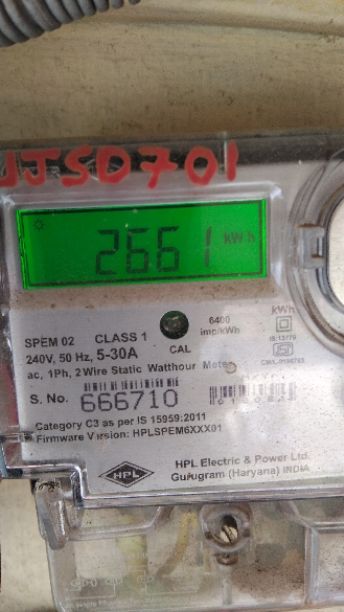 UJSD701
2661 kWh
SPEM 02 CLASS 1
6400 imp/kWh
kWh
IS:13779
240V, 50 Hz, 5-30A CAL
ac, 1Ph, 2 Wire Static Watthour Meter
S. No. 666710
Category C3 as per IS 15959:2011
Firmware Version: HPLSPEM6XXX01
HPL
HPL Electric & Power Ltd.
Gurugram (Haryana) INDIA